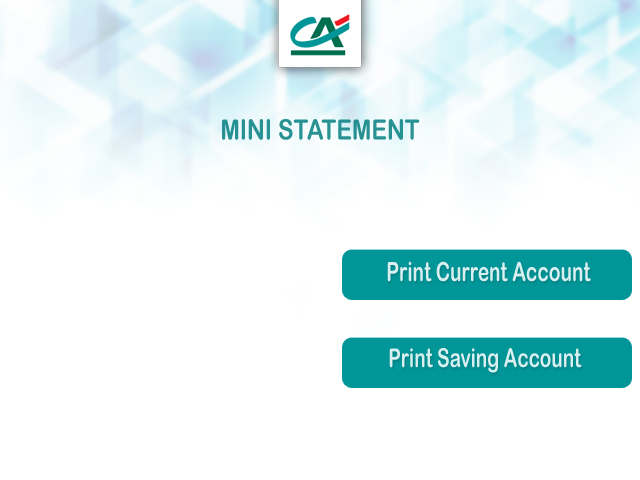 CA
MINI STATEMENT
Print Current Account
Print Saving Account